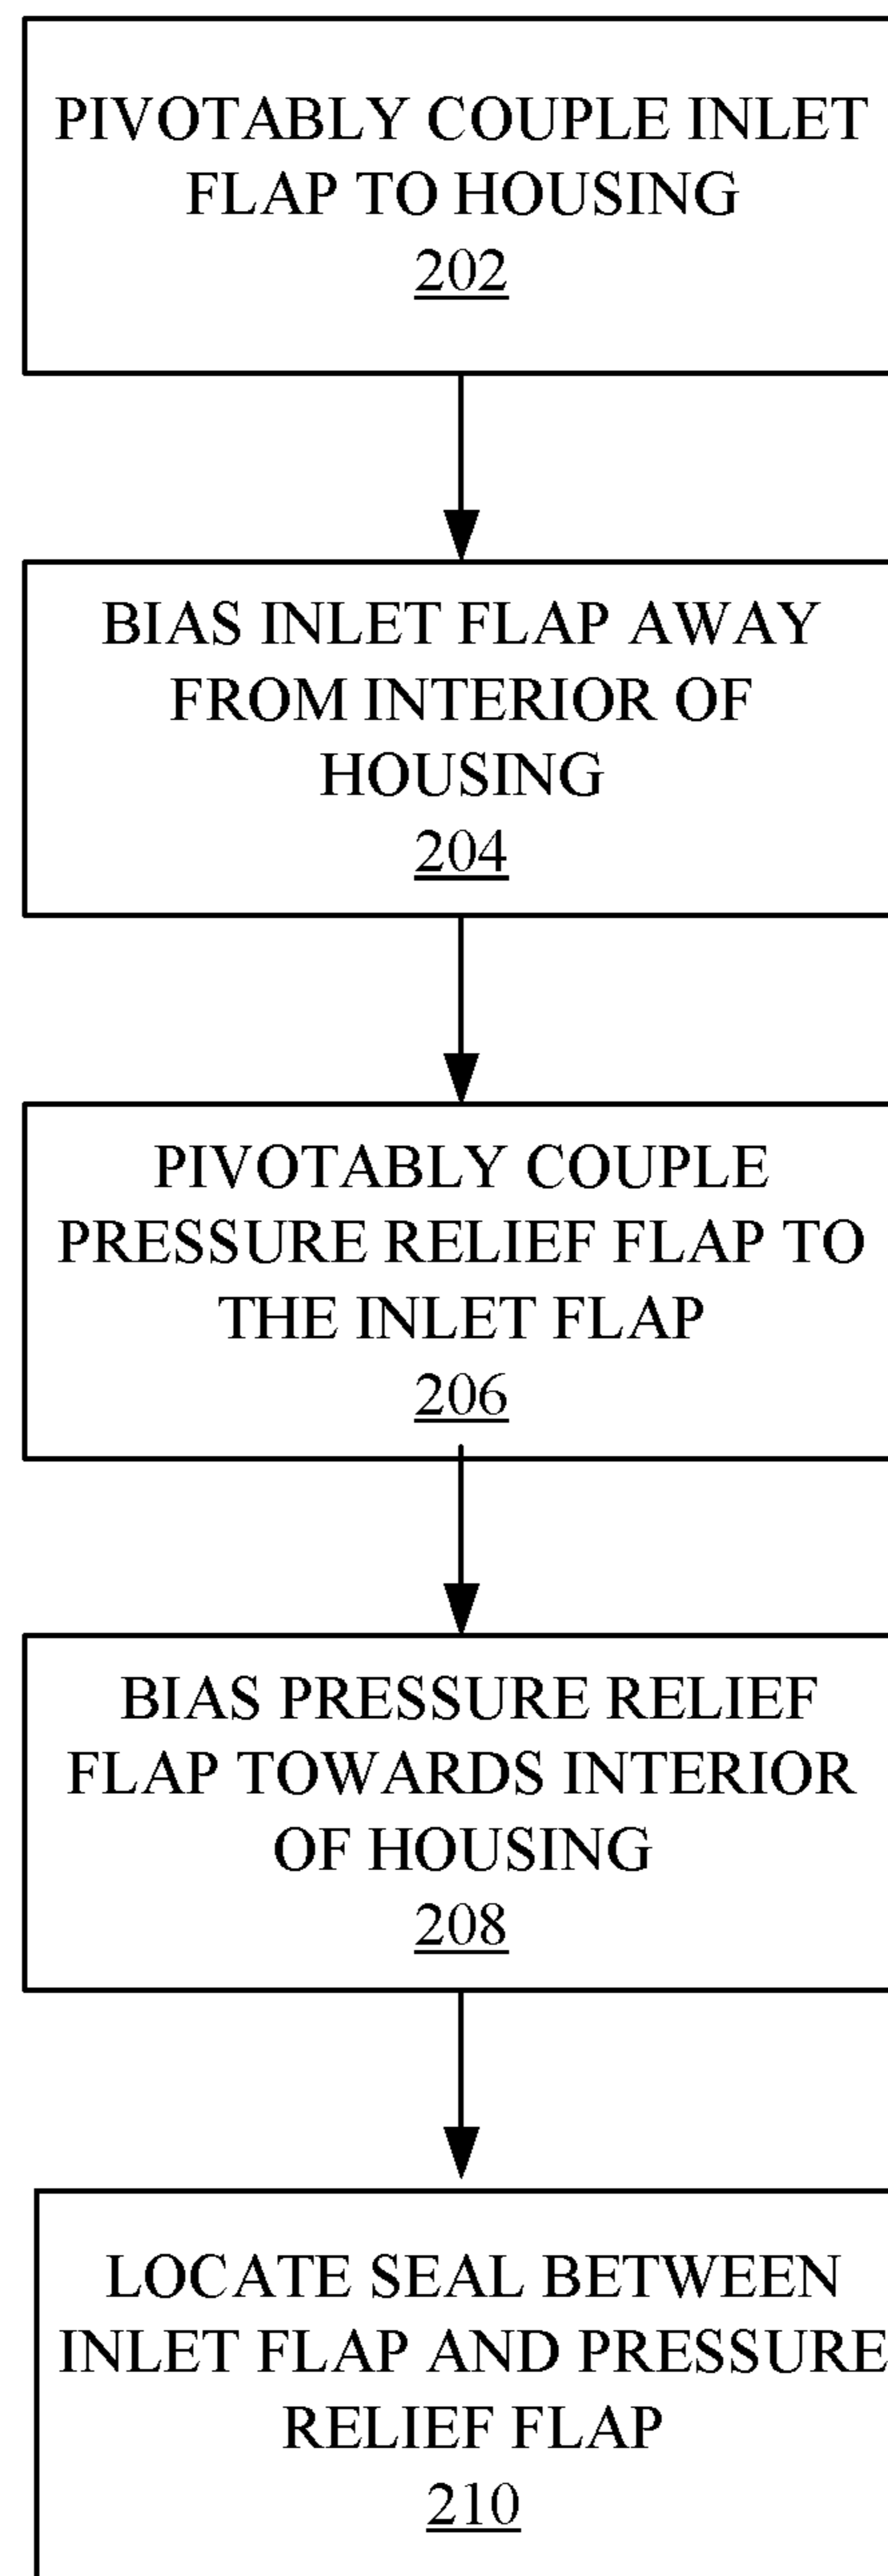 PIVOTABLY COUPLE INLET
FLAP TO HOUSING
202
BIAS INLET FLAP AWAY
FROM INTERIOR OF
HOUSING
204
PIVOTABLY COUPLE
PRESSURE RELIEF FLAP TO
THE INLET FLAP
206
BIAS PRESSURE RELIEF
FLAP TOWARDS INTERIOR
OF HOUSING
208
LOCATE SEAL BETWEEN
INLET FLAP AND PRESSURE
RELIEF FLAP
210